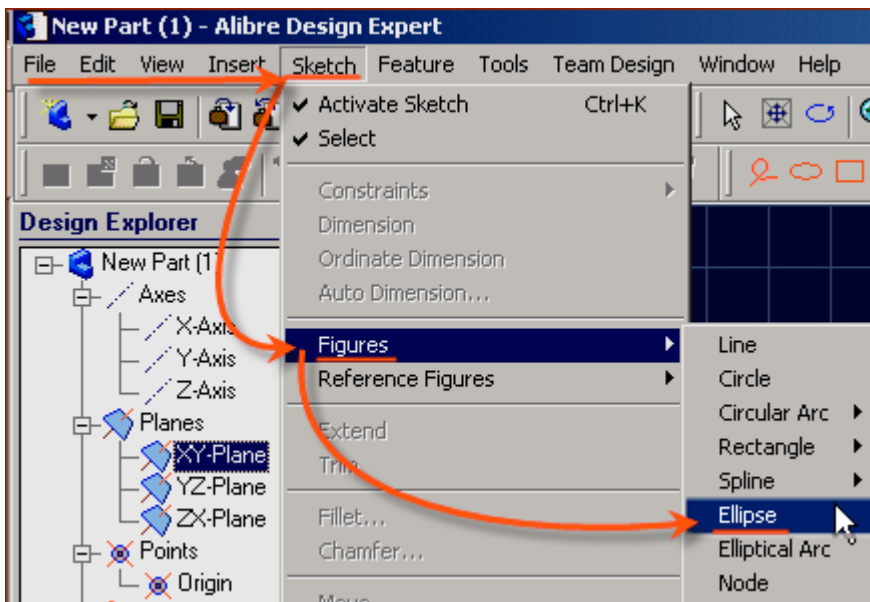 New Part (1) - Alibre Design Expert
File Edit View Insert Sketch Feature Tools Team Design Window Help
Activate Sketch Ctrl+K
Select
Constraints
Dimension
Ordinate Dimension
Auto Dimension...
Figures
Reference Figures
Extend
Trim
Fillet...
Chamfer...
Move
Design Explorer
New Part (1)
Axes
X-Axis
Y-Axis
Z-Axis
Planes
XY-Plane
YZ-Plane
ZX-Plane
Points
Origin
Line
Circle
Circular Arc
Rectangle
Spline
Ellipse
Elliptical Arc
Node